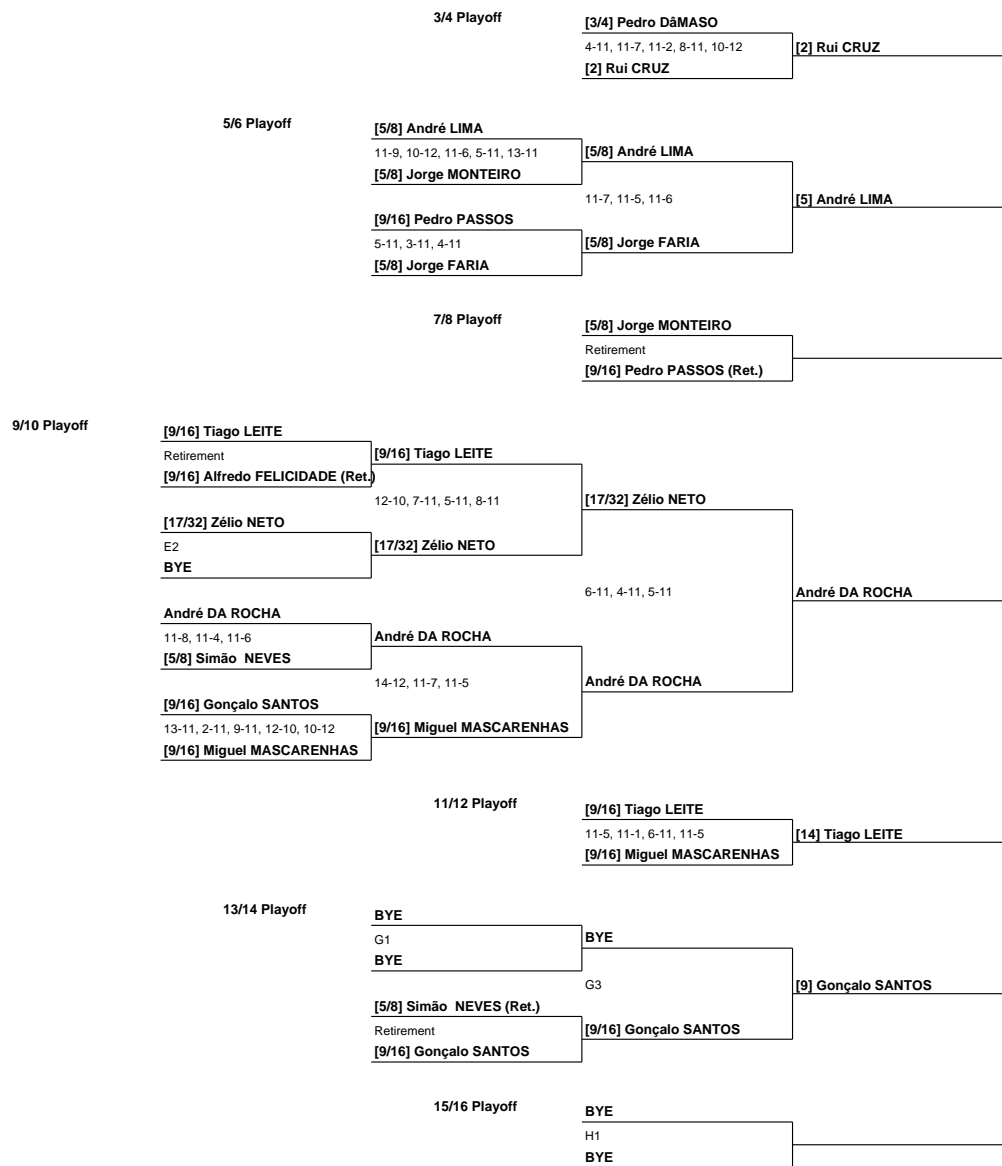 3/4 Playoff
[3/4] Pedro DâMASO
4-11, 11-7, 11-2, 8-11, 10-12
[2] Rui CRUZ
[2] Rui CRUZ
5/6 Playoff
[5/8] André LIMA
11-9, 10-12, 11-6, 5-11, 13-11
[5/8] André LIMA
[5/8] Jorge MONTEIRO
11-7, 11-5, 11-6
[5] André LIMA
[9/16] Pedro PASSOS
5-11, 3-11, 4-11
[5/8] Jorge FARIA
[5/8] Jorge FARIA
7/8 Playoff
[5/8] Jorge MONTEIRO
Retirement
[9/16] Pedro PASSOS (Ret.)
9/10 Playoff
[9/16] Tiago LEITE
Retirement
[9/16] Tiago LEITE
[9/16] Alfredo FELICIDADE (Ret.)
12-10, 7-11, 5-11, 8-11
[17/32] Zélio NETO
[17/32] Zélio NETO
E2
[17/32] Zélio NETO
BYE
6-11, 4-11, 5-11
André DA ROCHA
André DA ROCHA
11-8, 11-4, 11-6
André DA ROCHA
[5/8] Simão  NEVES
14-12, 11-7, 11-5
André DA ROCHA
[9/16] Gonçalo SANTOS
13-11, 2-11, 9-11, 12-10, 10-12
[9/16] Miguel MASCARENHAS
[9/16] Miguel MASCARENHAS
11/12 Playoff
[9/16] Tiago LEITE
11-5, 11-1, 6-11, 11-5
[14] Tiago LEITE
[9/16] Miguel MASCARENHAS
13/14 Playoff
BYE
G1
BYE
BYE
G3
[9] Gonçalo SANTOS
[5/8] Simão  NEVES (Ret.)
Retirement
[9/16] Gonçalo SANTOS
[9/16] Gonçalo SANTOS
15/16 Playoff
BYE
H1
BYE